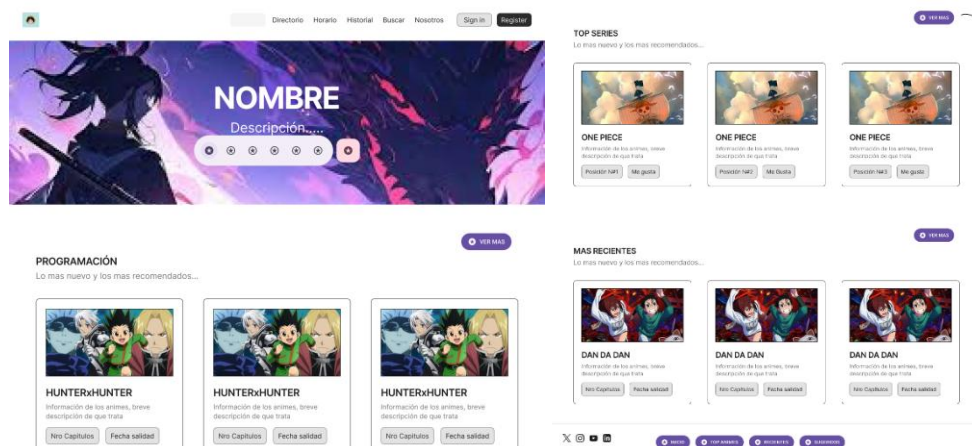 Directorio Horario Historial Buscar Nosotros Sign in Register
NOMBRE
Descripción.....
VER MAS
PROGRAMACIÓN
Lo mas nuevo y los mas recomendados...
HUNTERxHUNTER HUNTERxHUNTER HUNTERxHUNTER
Información de los animes, breve Información de los animes, breve Información de los animes, breve
descripción de que trata descripción de que trata descripción de que trata
Nro Capitulos Fecha salidad Nro Capitulos Fecha salidad Nro Capitulos Fecha salidad
VER MAS
TOP SERIES
Lo mas nuevo y los mas recomendados...
ONE PIECE ONE PIECE ONE PIECE
Información de los animes, breve Información de los animes, breve Información de los animes, breve
descripción de que trata descripción de que trata descripción de que trata
Posición N#1 Me gusta Posición N#2 Me Gusta Posición N#3 Me gusta
VER MAS
MAS RECIENTES
Lo mas nuevo y los mas recomendados...
DAN DA DAN DAN DA DAN DAN DA DAN
Información de los animes, breve Información de los animes, breve Información de los animes, breve
descripción de que trata descripción de que trata descripción de que trata
Nro Capitulos Fecha salidad Nro Capitulos Fecha salidad Nro Capitulos Fecha salidad
INICIO TOP ANIMES RECIENTES